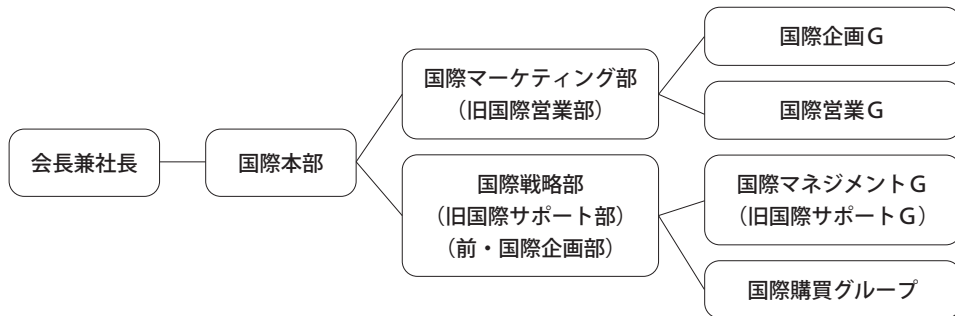 会長兼社長
国際本部
国際マーケティング部
（旧国際営業部）
国際企画Ｇ
国際営業Ｇ
国際戦略部
（旧国際サポート部）
（前・国際企画部）
国際マネジメントＧ
（旧国際サポートＧ）
国際購買グループ